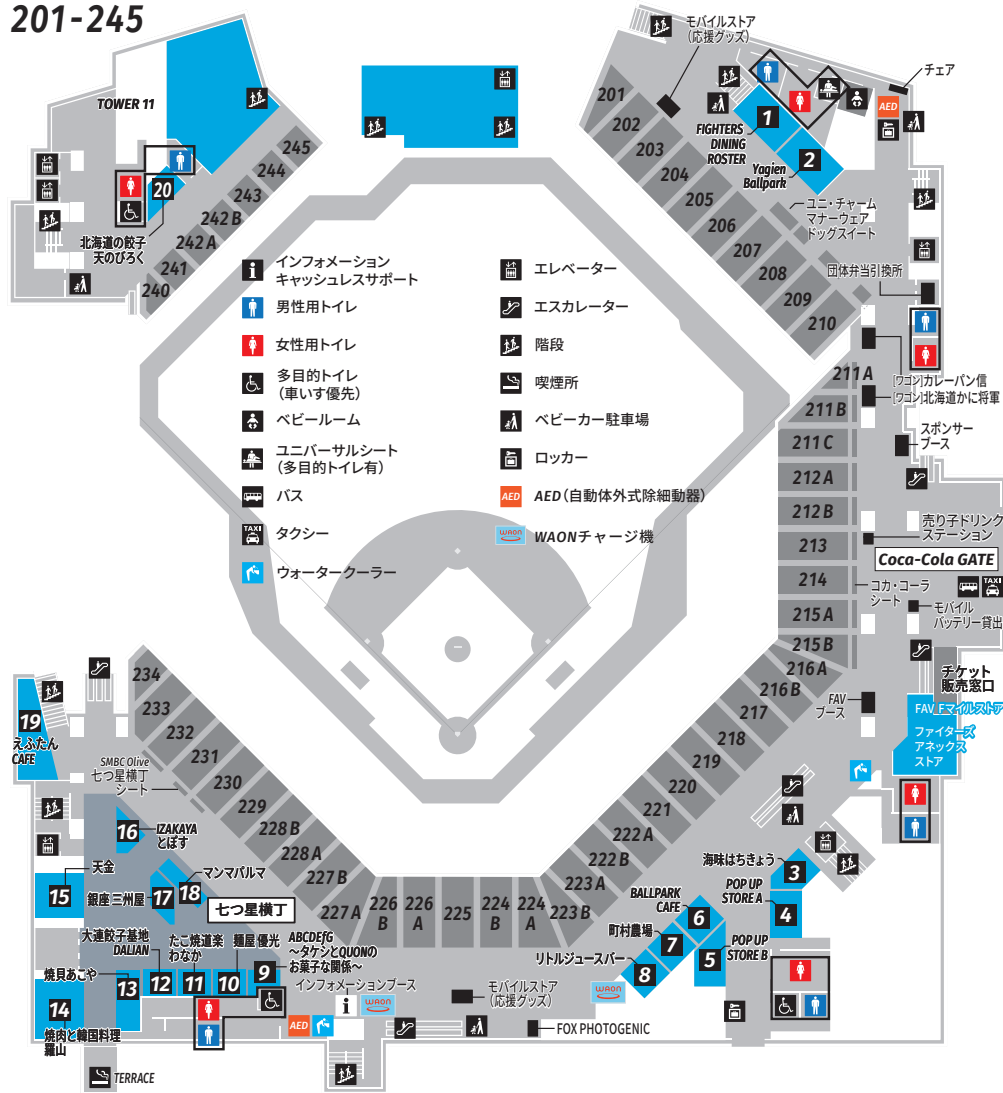 201-245
モバイルストア
(応援グッズ)
チェア
TOWER 11
AED
1
FIGHTERS
DINING
ROSTER
2
Yagien
Ballpark
ユニ・チャーム
マナーウェア
ドッグスイート
団体弁当引換所
20
北海道の餃子
天のびろく
201
202
203
204
205
206
207
208
209
210
245
244
243
242 B
242 A
241
240
インフォメーション
キャッシュレスサポート
男性用トイレ
女性用トイレ
多目的トイレ
(車いす優先)
ベビールーム
ユニバーサルシート
(多目的トイレ有)
バス
TAXI
タクシー
ウォータークーラー
エレベーター
エスカレーター
階段
喫煙所
ベビーカー駐車場
ロッカー
AED
AED(自動体外式除細動器)
WAON
WAONチャージ機
211 A
[ワゴン]カレーパン信
[ワゴン]北海道かに将軍
211 B
211 C
スポンサー
ブース
212 A
212 B
売り子ドリンク
ステーション
213
Coca-Cola GATE
214
コカ・コーラ
シート
TAXI
215 A
モバイル
バッテリー貸出
215 B
216 A
チケット
販売窓口
216 B
FAV
ブース
FAV Fマイルストア
ファイターズ
アネックス
ストア
217
218
219
220
221
222 A
222 B
223 A
223 B
224
A
224
B
225
226
A
226
B
227 A
227 B
228 A
228 B
229
230
231
232
233
234
19
えふたん
CAFE
SMBC Olive
七つ星横丁
シート
16
IZAKAYA
とぽす
15
天金
17
銀座 三州屋
18
マンマパルマ
七つ星横丁
大連餃子基地
DALIAN
たこ焼道楽
わなか
麺屋 優光
ABCDEfG
～タケシとQUONの
お菓子な関係～
焼貝あこや
13
12
11
10
9
14
焼肉と韓国料理
羅山
TERRACE
インフォメーションブース
AED
WAON
モバイルストア
(応援グッズ)
FOX PHOTOGENIC
WAON
海味はちきょう
3
POP UP
STORE A
4
BALLPARK
CAFE
6
町村農場
7
リトルジュースバー
8
5
POP UP
STORE B